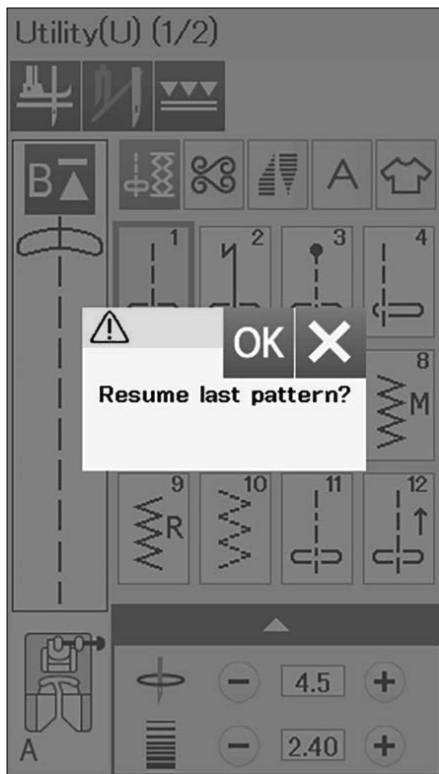 Utility(U) (1/2)
B
A
1
2
3
4
OK
Resume last pattern?
8
M
9
R
10
11
12
4.5
2.40
A